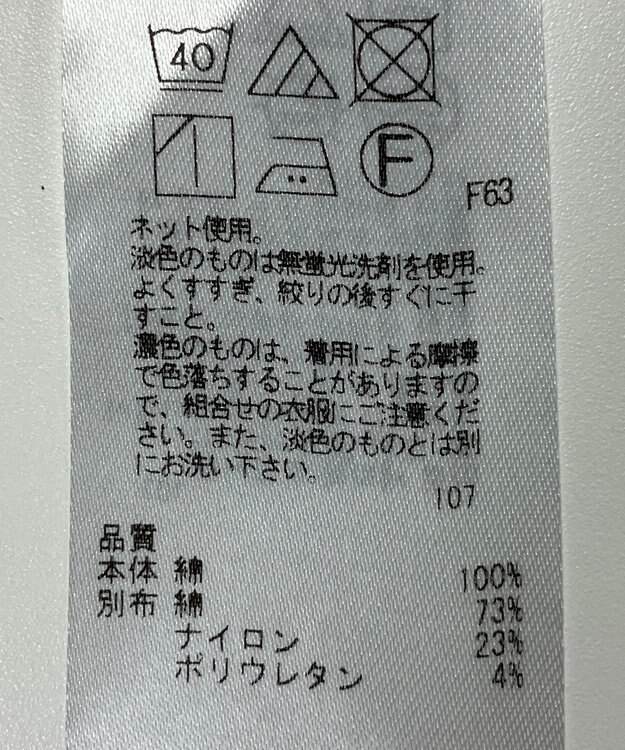 40
F
F63
ネット使用。
淡色のものは無蛍光洗剤を使用。
よくすすぎ、絞りの後すぐに干
すこと。
濃色のものは、着用による摩擦
で色落ちすることがありますの
で、組合せの衣服にご注意くだ
さい。また、淡色のものとは別
にお洗い下さい。
107
品質
本体 綿 100%
別布 綿 73%
ナイロン 23%
ポリウレタン 4%